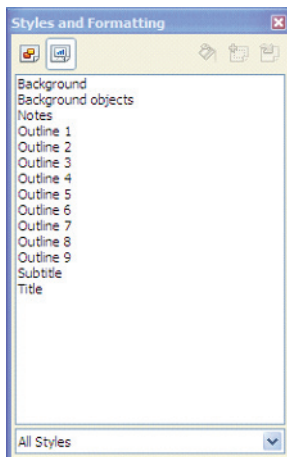 Styles and Formatting
Background
Background objects
Notes
Outline 1
Outline 2
Outline 3
Outline 4
Outline 5
Outline 6
Outline 7
Outline 8
Outline 9
Subtitle
Title
All Styles